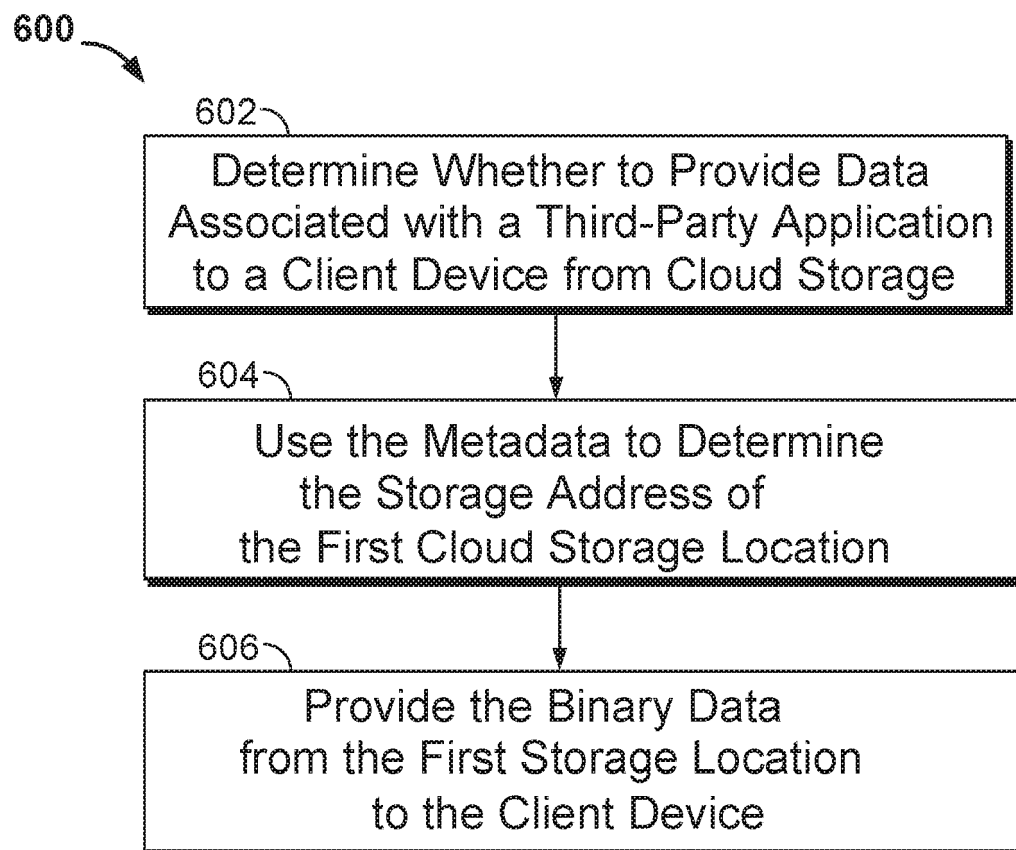 600
602
Determine Whether to Provide Data
Associated with a Third-Party Application
to a Client Device from Cloud Storage
604
Use the Metadata to Determine
the Storage Address of
the First Cloud Storage Location
606
Provide the Binary Data
from the First Storage Location
to the Client Device